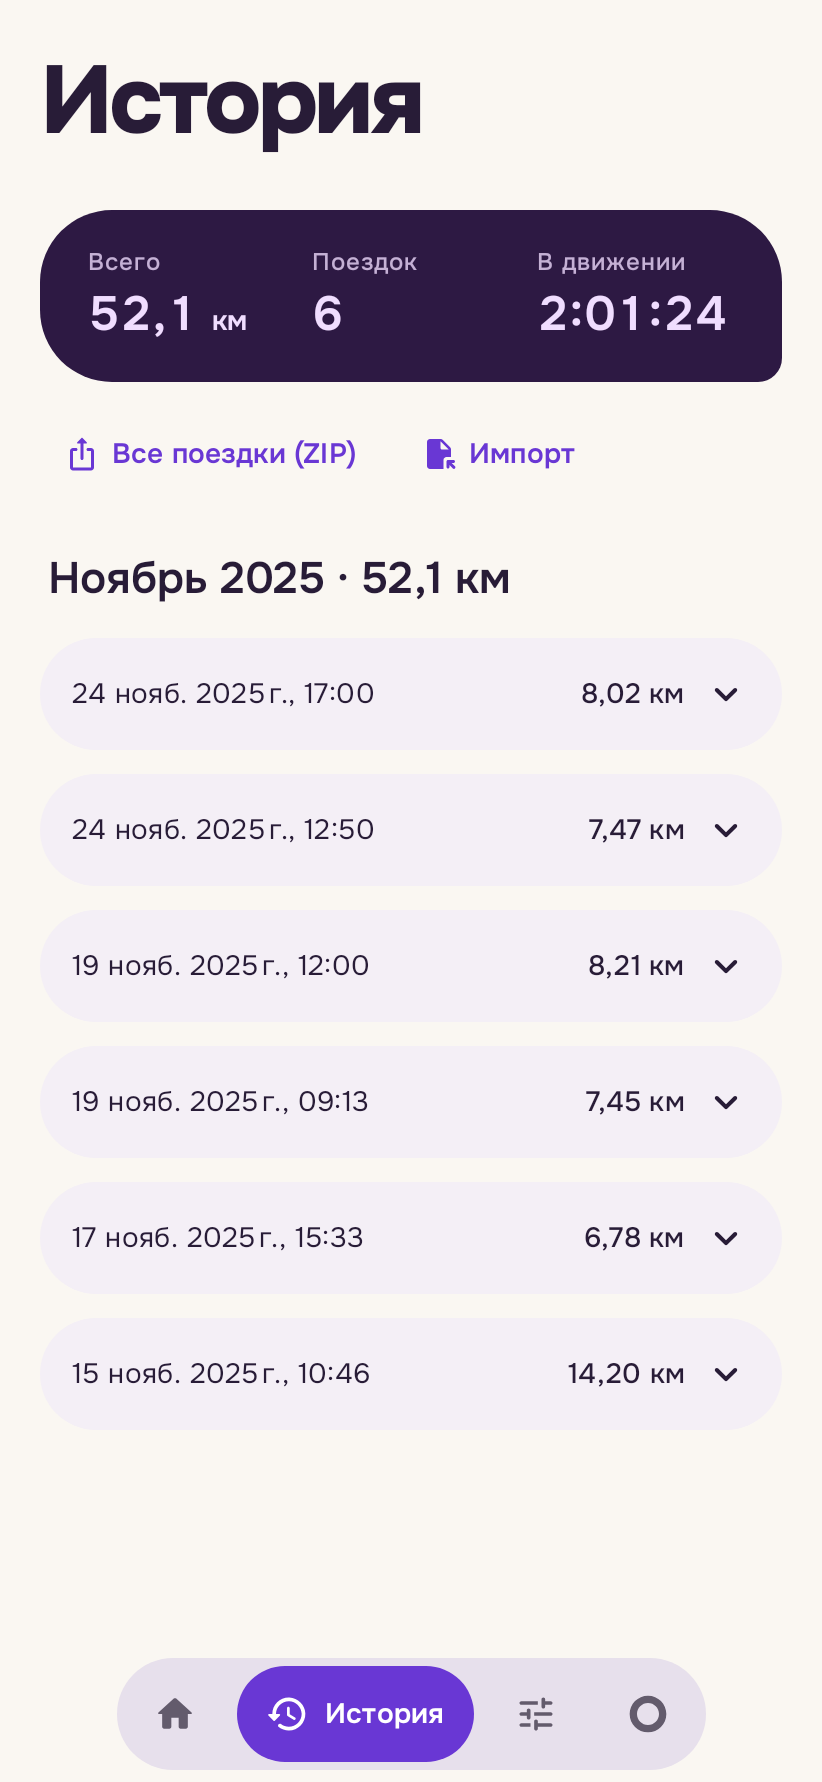 История
Всего Поездок В движении
52,1 км 6 2:01:24
Все поездки (ZIP) Импорт
Ноябрь 2025 · 52,1 км
24 нояб. 2025 г., 17:00 8,02 км
24 нояб. 2025 г., 12:50 7,47 км
19 нояб. 2025 г., 12:00 8,21 км
19 нояб. 2025 г., 09:13 7,45 км
17 нояб. 2025 г., 15:33 6,78 км
15 нояб. 2025 г., 10:46 14,20 км
История